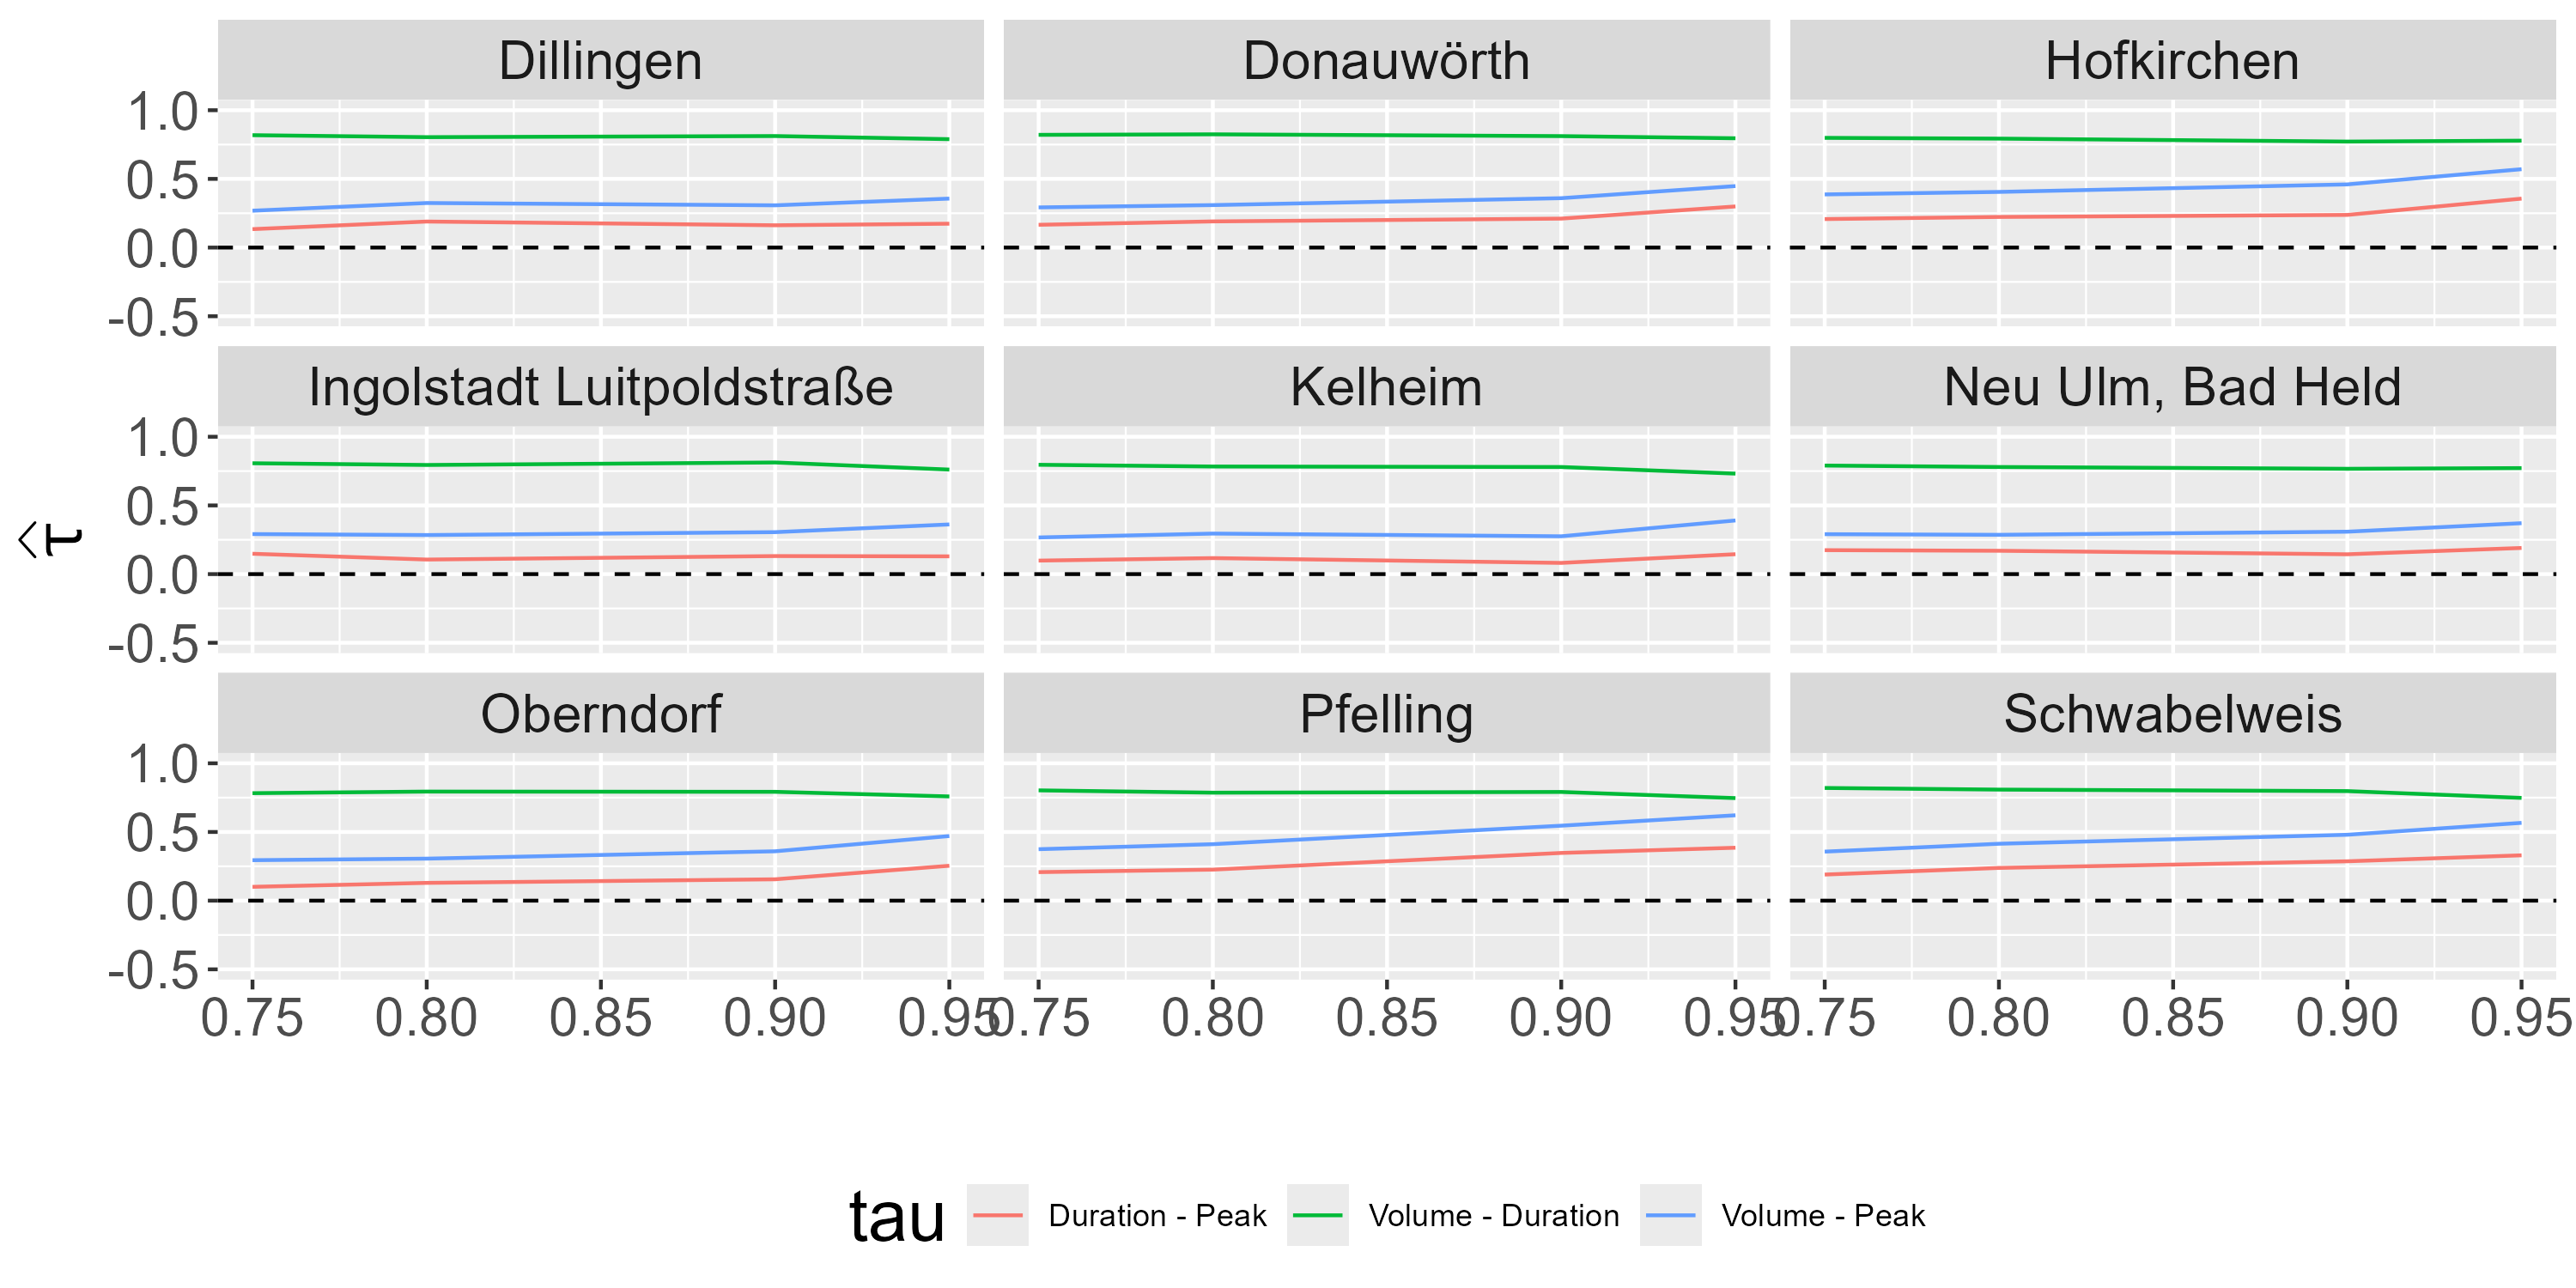 Dillingen
Donauwörth
Hofkirchen
1.0
0.5
0.0
-0.5
Ingolstadt Luitpoldstraße
Kelheim
Neu Ulm, Bad Held
1.0
0.5
0.0
-0.5
τ̂
Oberndorf
Pfelling
Schwabelweis
1.0
0.5
0.0
-0.5
0.75 0.80 0.85 0.90 0.95
0.75 0.80 0.85 0.90 0.95
0.75 0.80 0.85 0.90 0.95
tau Duration - Peak Volume - Duration Volume - Peak